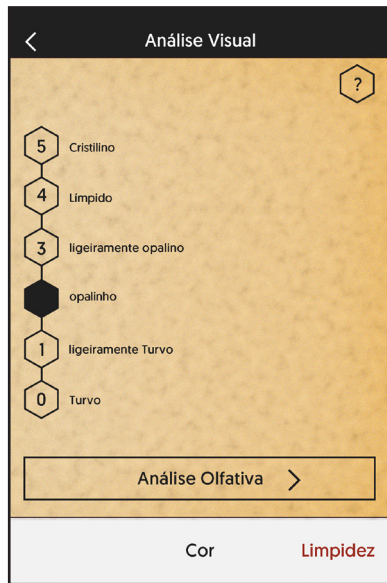 Análise Visual
?
5 Cristilino
4 Limpido
3 ligeiramente opalino
opalinho
1 ligeiramente Turvo
0 Turvo
Análise Olfativa
Cor Limpidez